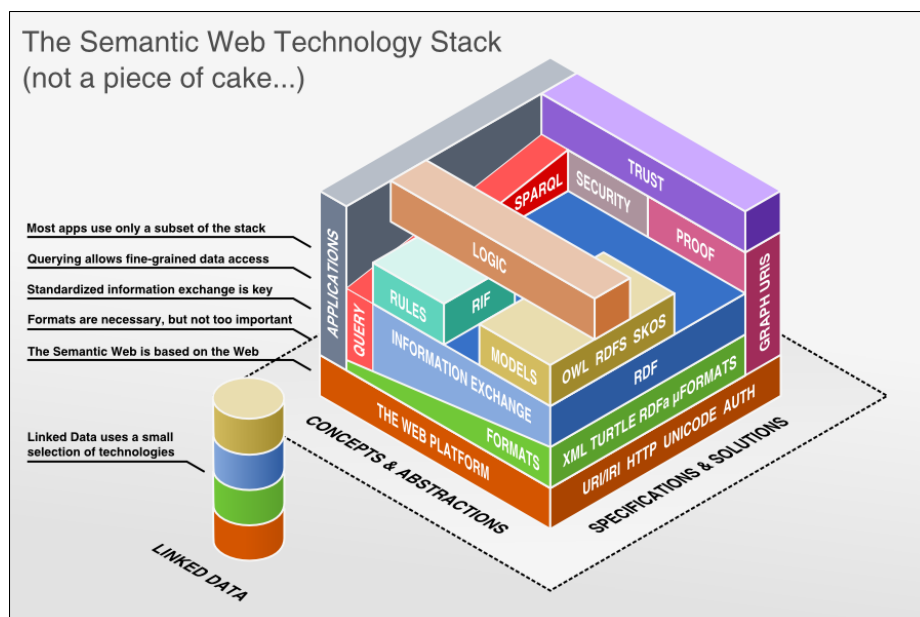 The Semantic Web Technology Stack
(not a piece of cake...)
Most apps use only a subset of the stack
Querying allows fine-grained data access
Standardized information exchange is key
Formats are necessary, but not too important
The Semantic Web is based on the Web
Linked Data uses a small
selection of technologies
LINKED DATA
APPLICATIONS
QUERY
RULES
RIF
LOGIC
SPARQL
SECURITY
TRUST
PROOF
GRAPH URIS
INFORMATION EXCHANGE
MODELS
OWL RDFS SKOS
RDF
FORMATS
XML TURTLE RDFa µFORMATS
THE WEB PLATFORM
URI/IRI HTTP UNICODE AUTH
CONCEPTS & ABSTRACTIONS
SPECIFICATIONS & SOLUTIONS